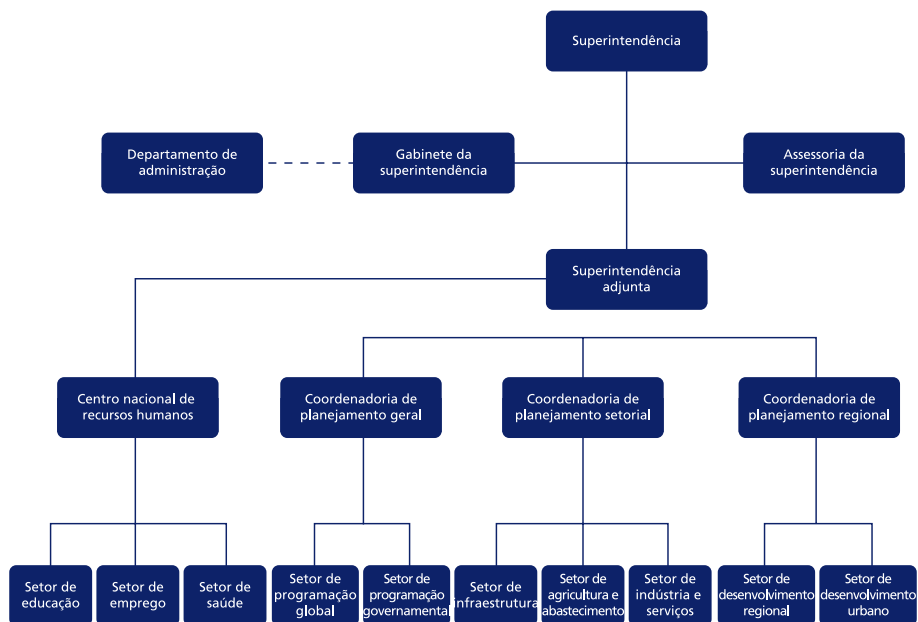 Superintendência
Departamento de
administração
Gabinete da
superintendência
Assessoria da
superintendência
Superintendência
adjunta
Centro nacional de
recursos humanos
Coordenadoria de
planejamento geral
Coordenadoria de
planejamento setorial
Coordenadoria de
planejamento regional
Setor de
educação
Setor de
emprego
Setor de
saúde
Setor de
programação
global
Setor de
programação
governamental
Setor de
infraestrutura
Setor de
agricultura e
abastecimento
Setor de
indústria e
serviços
Setor de
desenvolvimento
regional
Setor de
desenvolvimento
urbano